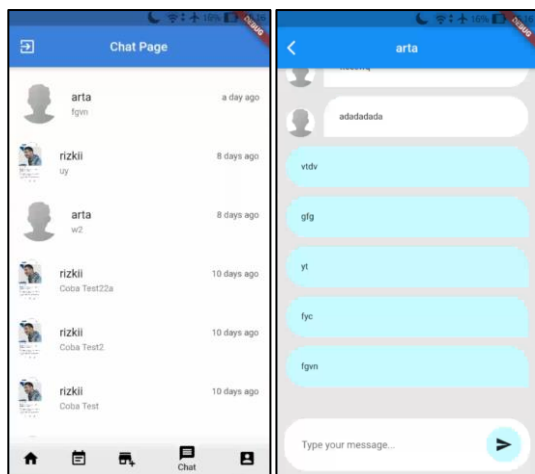 16%
DEBUG
Chat Page
arta
a day ago
fgvn
rizkii
8 days ago
uy
arta
8 days ago
w2
rizkii
10 days ago
Coba Test22a
rizkii
10 days ago
Coba Test2
rizkii
10 days ago
Coba Test
Chat
16%
DEBUG
arta
adadadada
vtdv
gfg
yt
fyc
fgvn
Type your message...